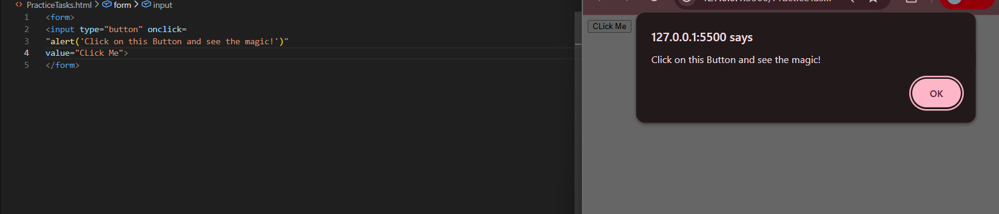 PracticeTasks.html > form > input
1 <form>
2 <input type="button" onclick=
3 "alert('Click on this Button and see the magic!')"
4 value="CLick Me">
5 </form>
CLick Me
127.0.0.1:5500 says
Click on this Button and see the magic!
OK